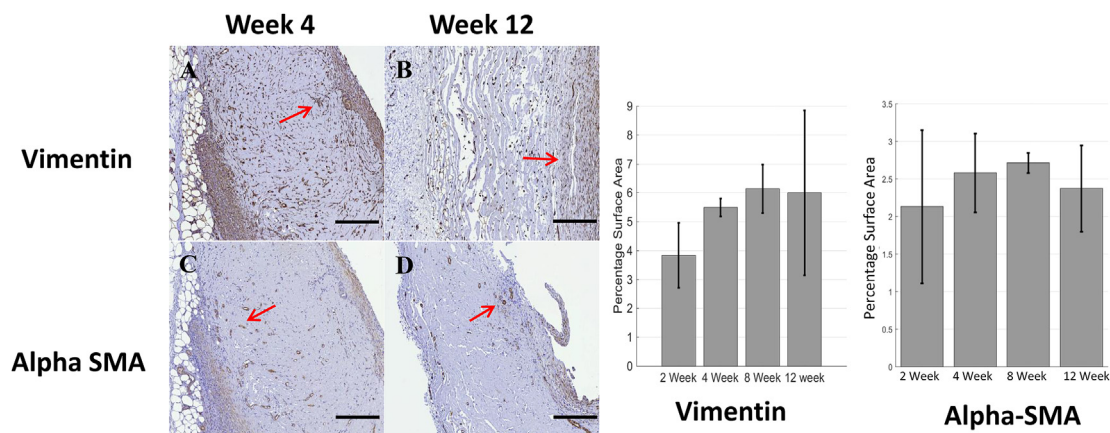 Week 4
Week 12
Vimentin
A
B
Alpha SMA
C
D
Percentage Surface Area
9
8
7
6
5
4
3
2
1
0
2 Week
4 Week
8 Week
12 week
Vimentin
Percentage Surface Area
3.5
3
2.5
2
1.5
1
0.5
0
2 Week
4 Week
8 Week
12 Week
Alpha-SMA